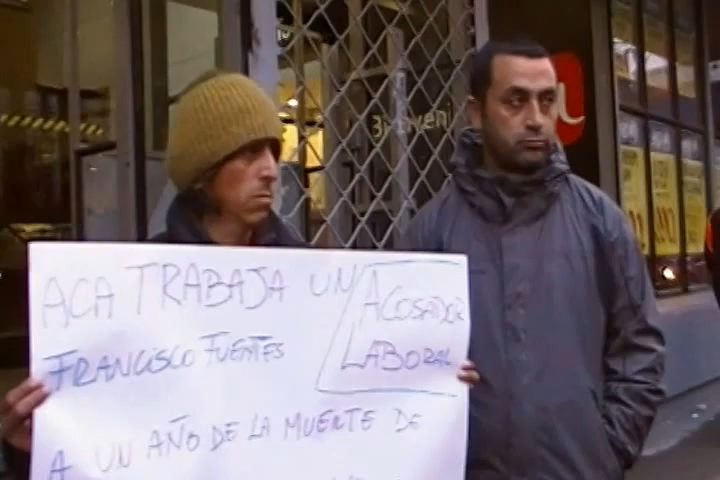 ACA TRABAJA UN ACOSADOR
FRANCISCO FUENTES LABORAL
A UN AÑO DE LA MUERTE DE